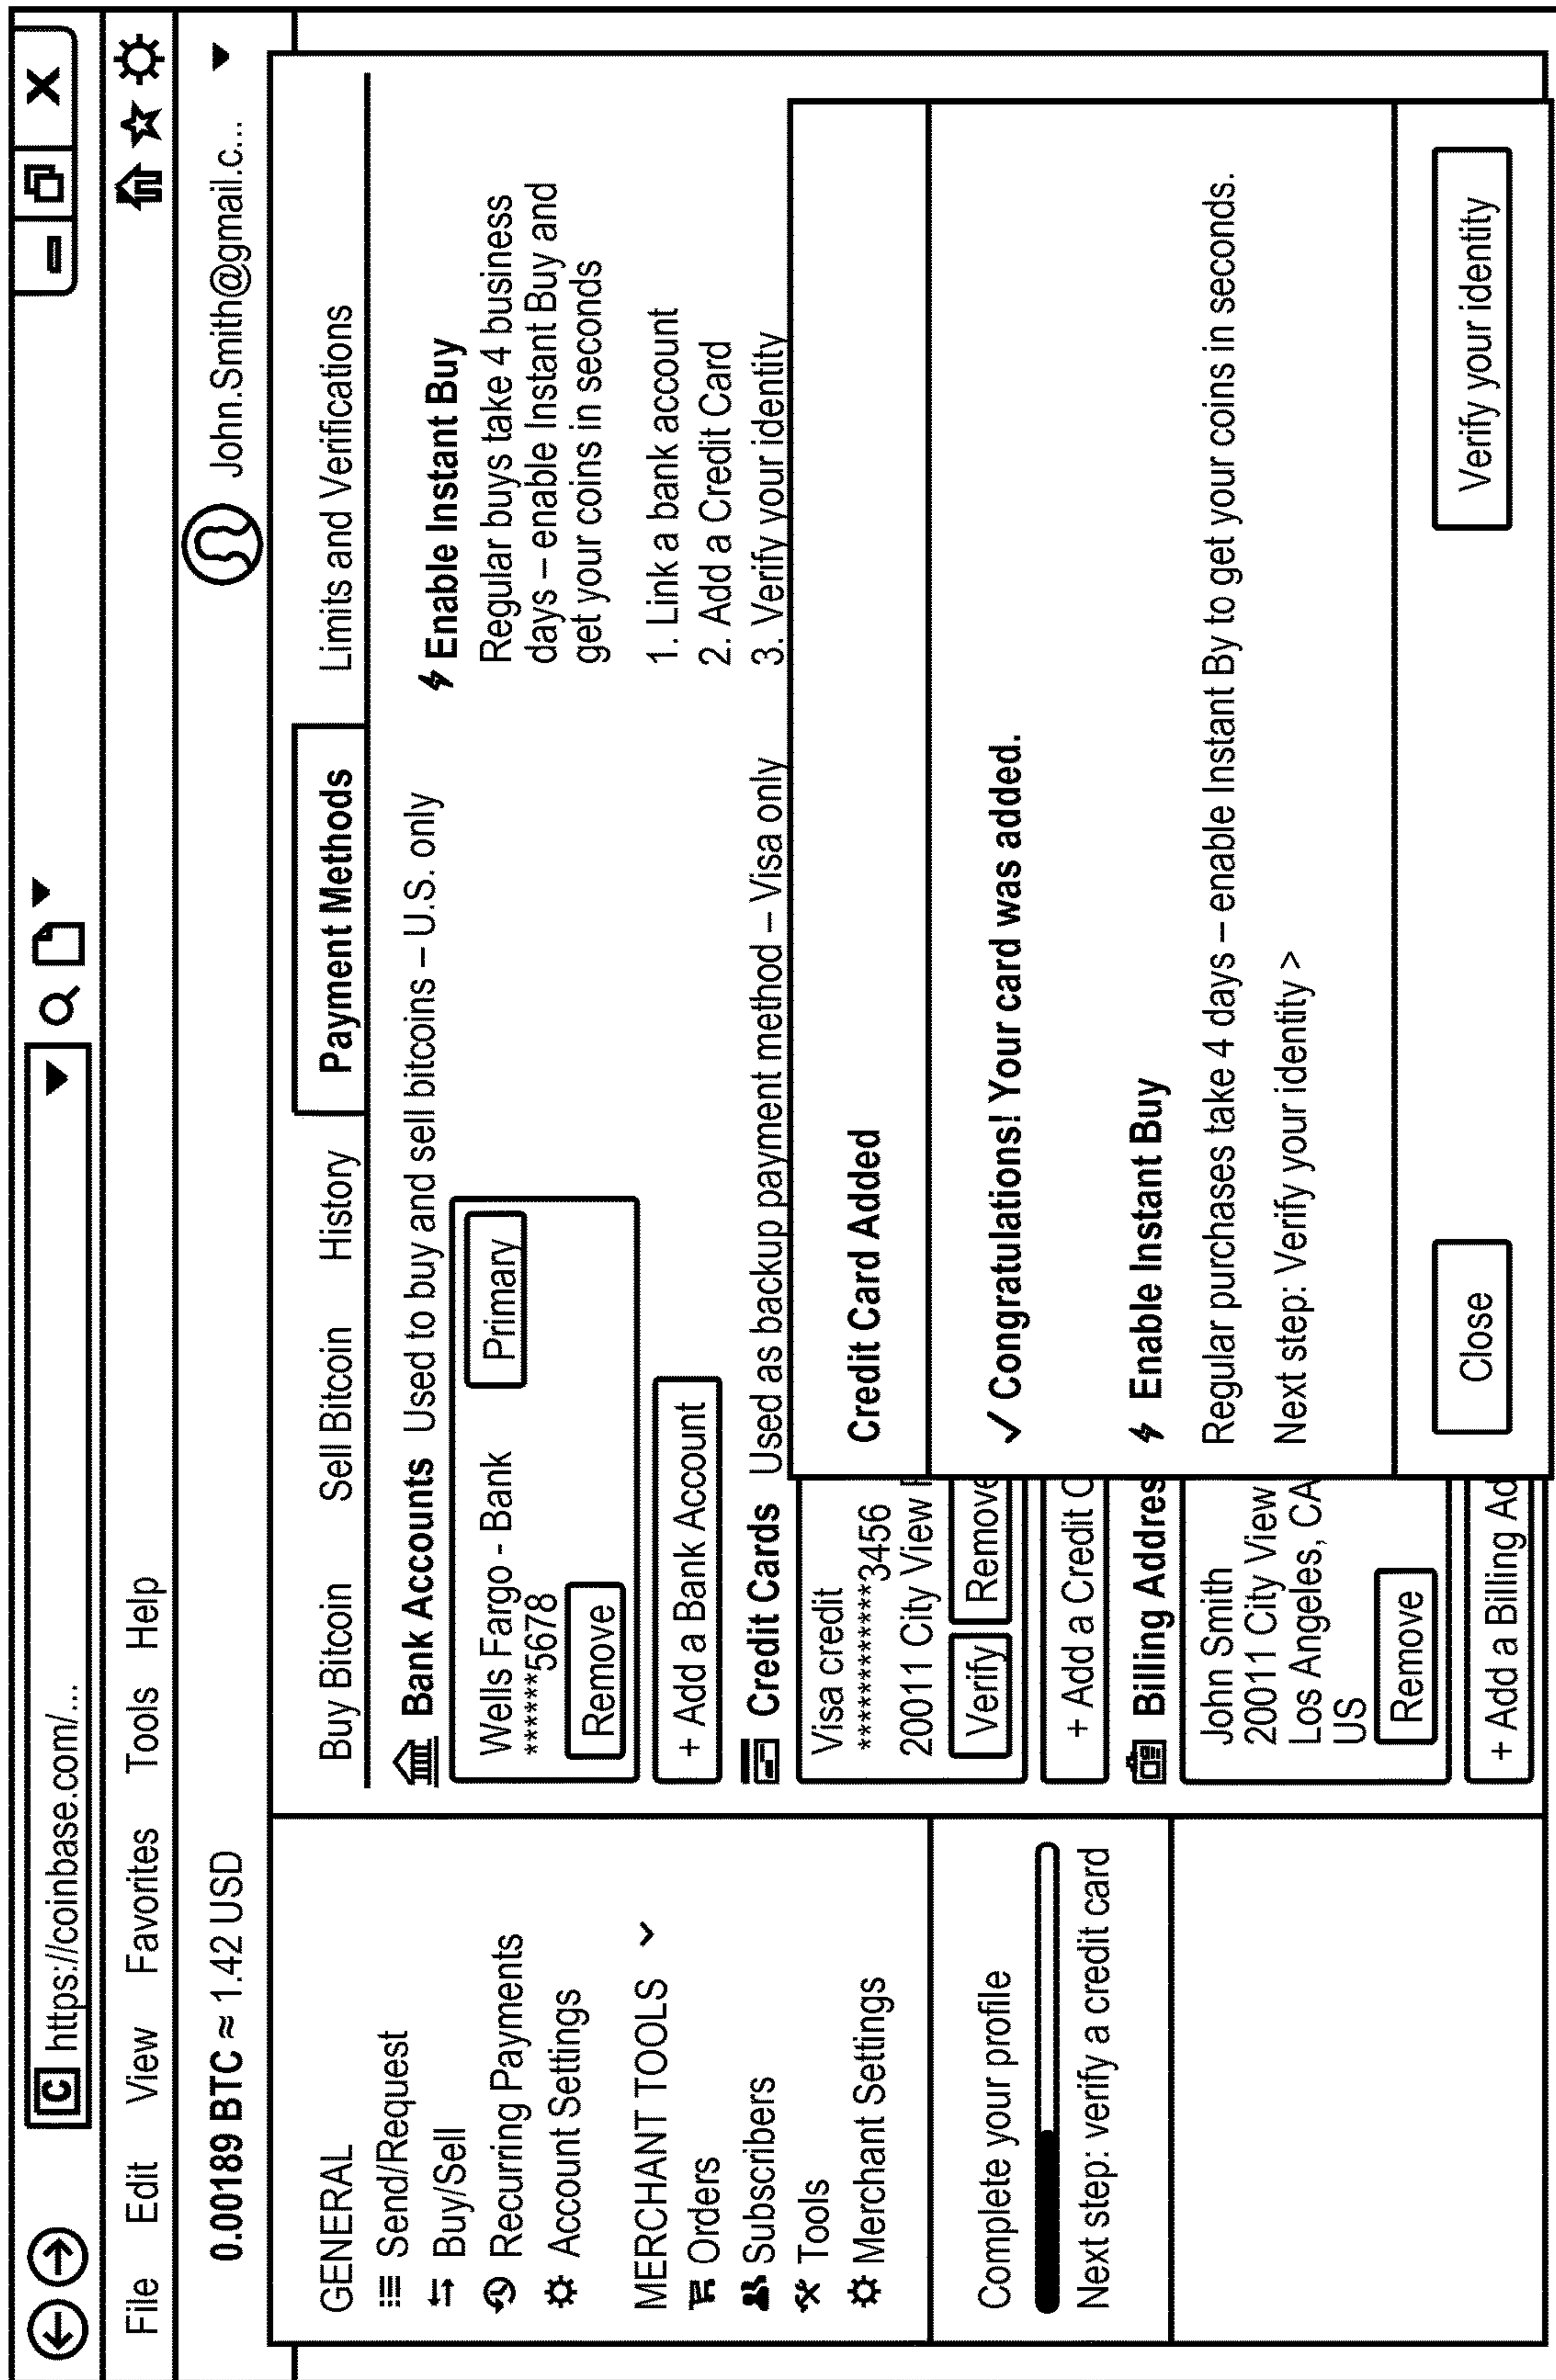 C https://coinbase.com/...
X
File Edit View Favorites Tools Help
0.00189 BTC ≈ 1.42 USD
John.Smith@gmail.c...
GENERAL
Send/Request
Buy/Sell
Recurring Payments
Account Settings
MERCHANT TOOLS
Orders
Subscribers
Tools
Merchant Settings
Complete your profile
Next step: verify a credit card
Buy Bitcoin Sell Bitcoin History Payment Methods Limits and Verifications
Bank Accounts Used to buy and sell bitcoins – U.S. only
Wells Fargo - Bank Primary
*****5678
Remove
+ Add a Bank Account
Credit Cards Used as backup payment method – Visa only
Visa credit
************3456
20011 City View
Verify Remove
+ Add a Credit C
Billing Addres
John Smith
20011 City View
Los Angeles, CA
US
Remove
+ Add a Billing Ad
Enable Instant Buy
Regular buys take 4 business
days – enable Instant Buy and
get your coins in seconds
1. Link a bank account
2. Add a Credit Card
3. Verify your identity
Credit Card Added
✓ Congratulations! Your card was added.
Enable Instant Buy
Regular purchases take 4 days – enable Instant By to get your coins in seconds.
Next step: Verify your identity >
Close
Verify your identity